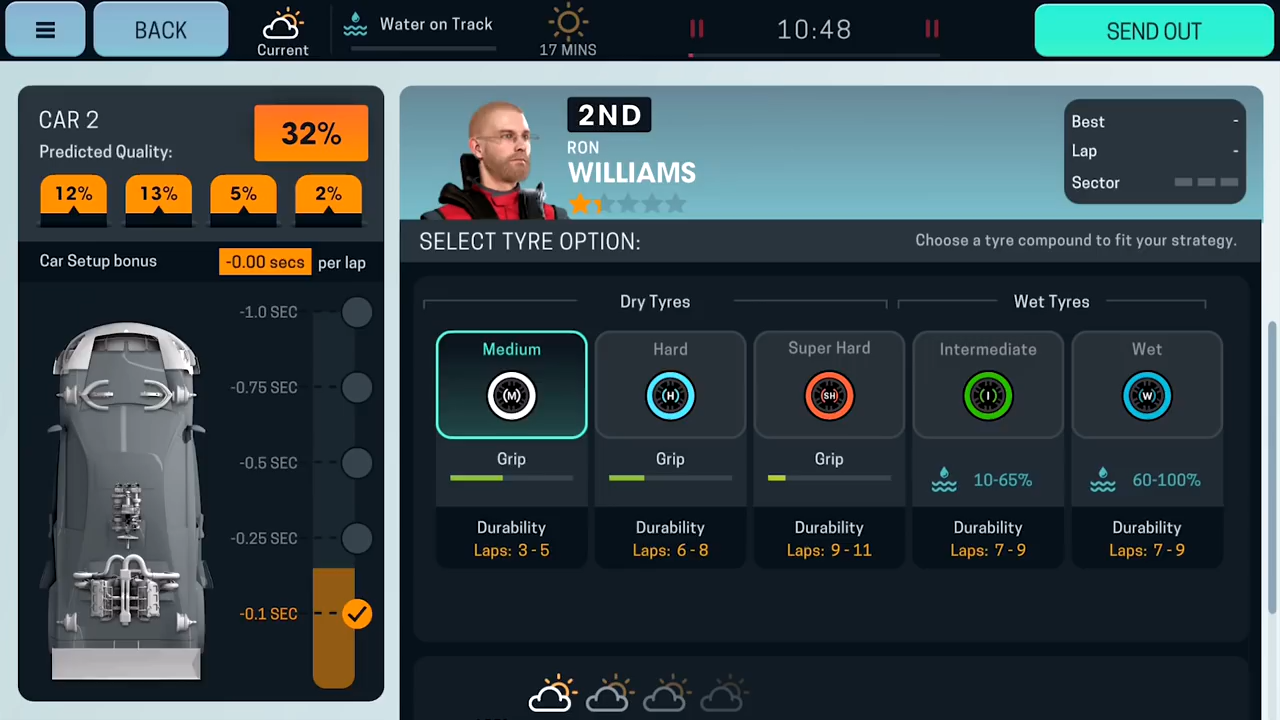 BACK
Current
Water on Track
17 MINS
10:48
SEND OUT
CAR 2
Predicted Quality:
32%
12%
13%
5%
2%
Car Setup bonus
-0.00 secs
per lap
-1.0 SEC
-0.75 SEC
-0.5 SEC
-0.25 SEC
-0.1 SEC
2ND
RON
WILLIAMS
Best -
Lap -
Sector
SELECT TYRE OPTION:
Choose a tyre compound to fit your strategy.
Dry Tyres
Wet Tyres
Medium
Hard
Super Hard
Intermediate
Wet
(M)
(H)
(SH)
(I)
(W)
Grip
Grip
Grip
10-65%
60-100%
Durability
Durability
Durability
Durability
Durability
Laps: 3 - 5
Laps: 6 - 8
Laps: 9 - 11
Laps: 7 - 9
Laps: 7 - 9